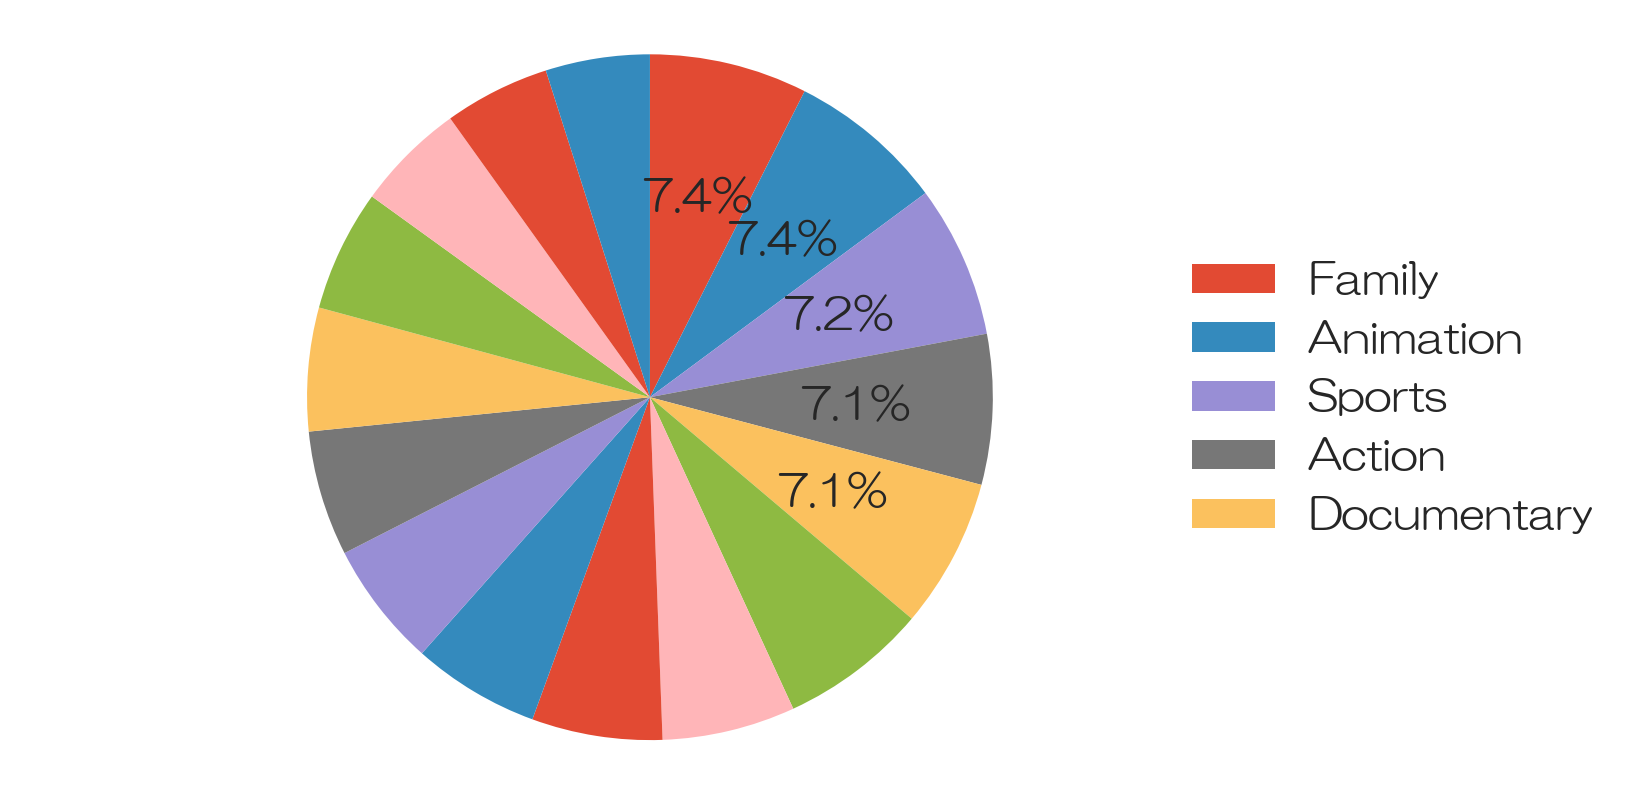 7.4%
7.4%
7.2%
7.1%
7.1%
Family
Animation
Sports
Action
Documentary